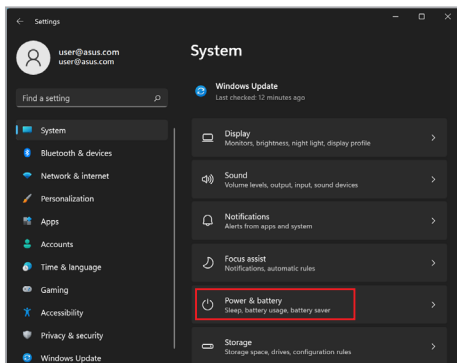 Settings
user@asus.com
user@asus.com
Find a setting
System
Bluetooth & devices
Network & internet
Personalization
Apps
Accounts
Time & language
Gaming
Accessibility
Privacy & security
Windows Update
System
Windows Update
Last checked: 12 minutes ago
Display
Monitors, brightness, night light, display profile
Sound
Volume levels, output, input, sound devices
Notifications
Alerts from apps and system
Focus assist
Notifications, automatic rules
Power & battery
Sleep, battery usage, battery saver
Storage
Storage space, drives, configuration rules